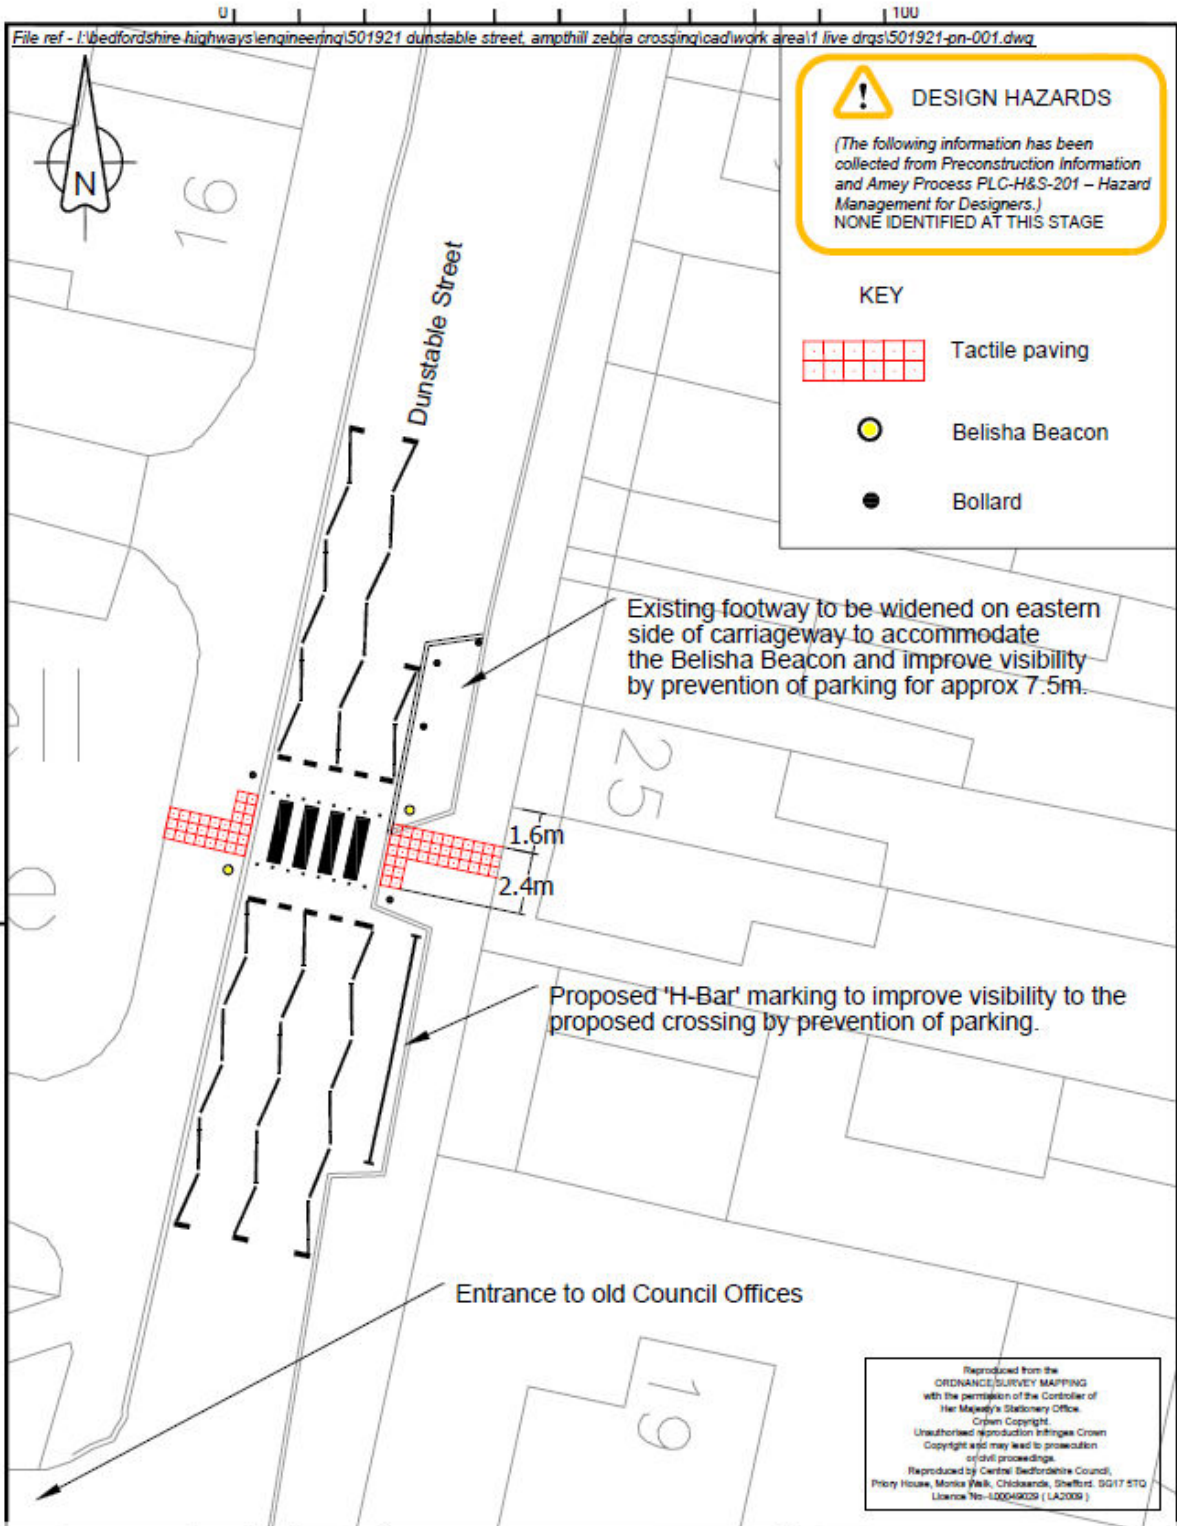 0 100
File ref - I:\bedfordshire highways\engineering\501921 dunstable street, ampthill zebra crossing\cad\work area\1 live drgs\501921-pn-001.dwg
! DESIGN HAZARDS
(The following information has been
collected from Preconstruction Information
and Amey Process PLC-H&S-201 – Hazard
Management for Designers.)
NONE IDENTIFIED AT THIS STAGE
N
16
Dunstable Street
KEY
Tactile paving
Belisha Beacon
Bollard
Existing footway to be widened on eastern
side of carriageway to accommodate
the Belisha Beacon and improve visibility
by prevention of parking for approx 7.5m.
25
1.6m
2.4m
Proposed 'H-Bar' marking to improve visibility to the
proposed crossing by prevention of parking.
Entrance to old Council Offices
19
Reproduced from the
ORDNANCE SURVEY MAPPING
with the permission of the Controller of
Her Majesty's Stationery Office.
Crown Copyright.
Unauthorised reproduction infringes Crown
Copyright and may lead to prosecution
or civil proceedings.
Reproduced by Central Bedfordshire Council,
Priory House, Monks Walk, Chicksands, Shefford. SG17 5TQ
Licence No- 100049029 ( LA2009 )